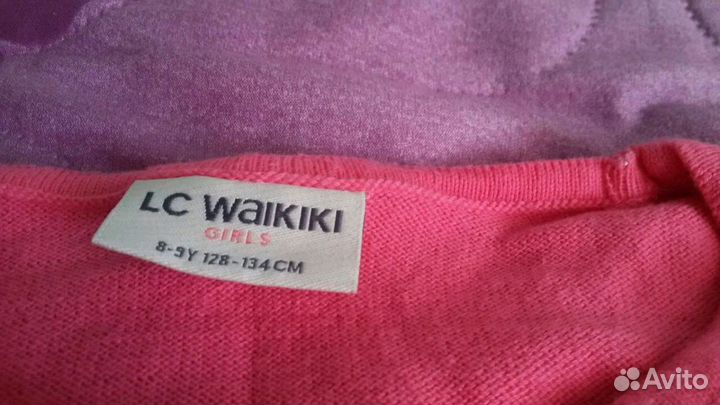 LC WAIKIKI
GIRLS
8-9Y 128-134CM
Avito